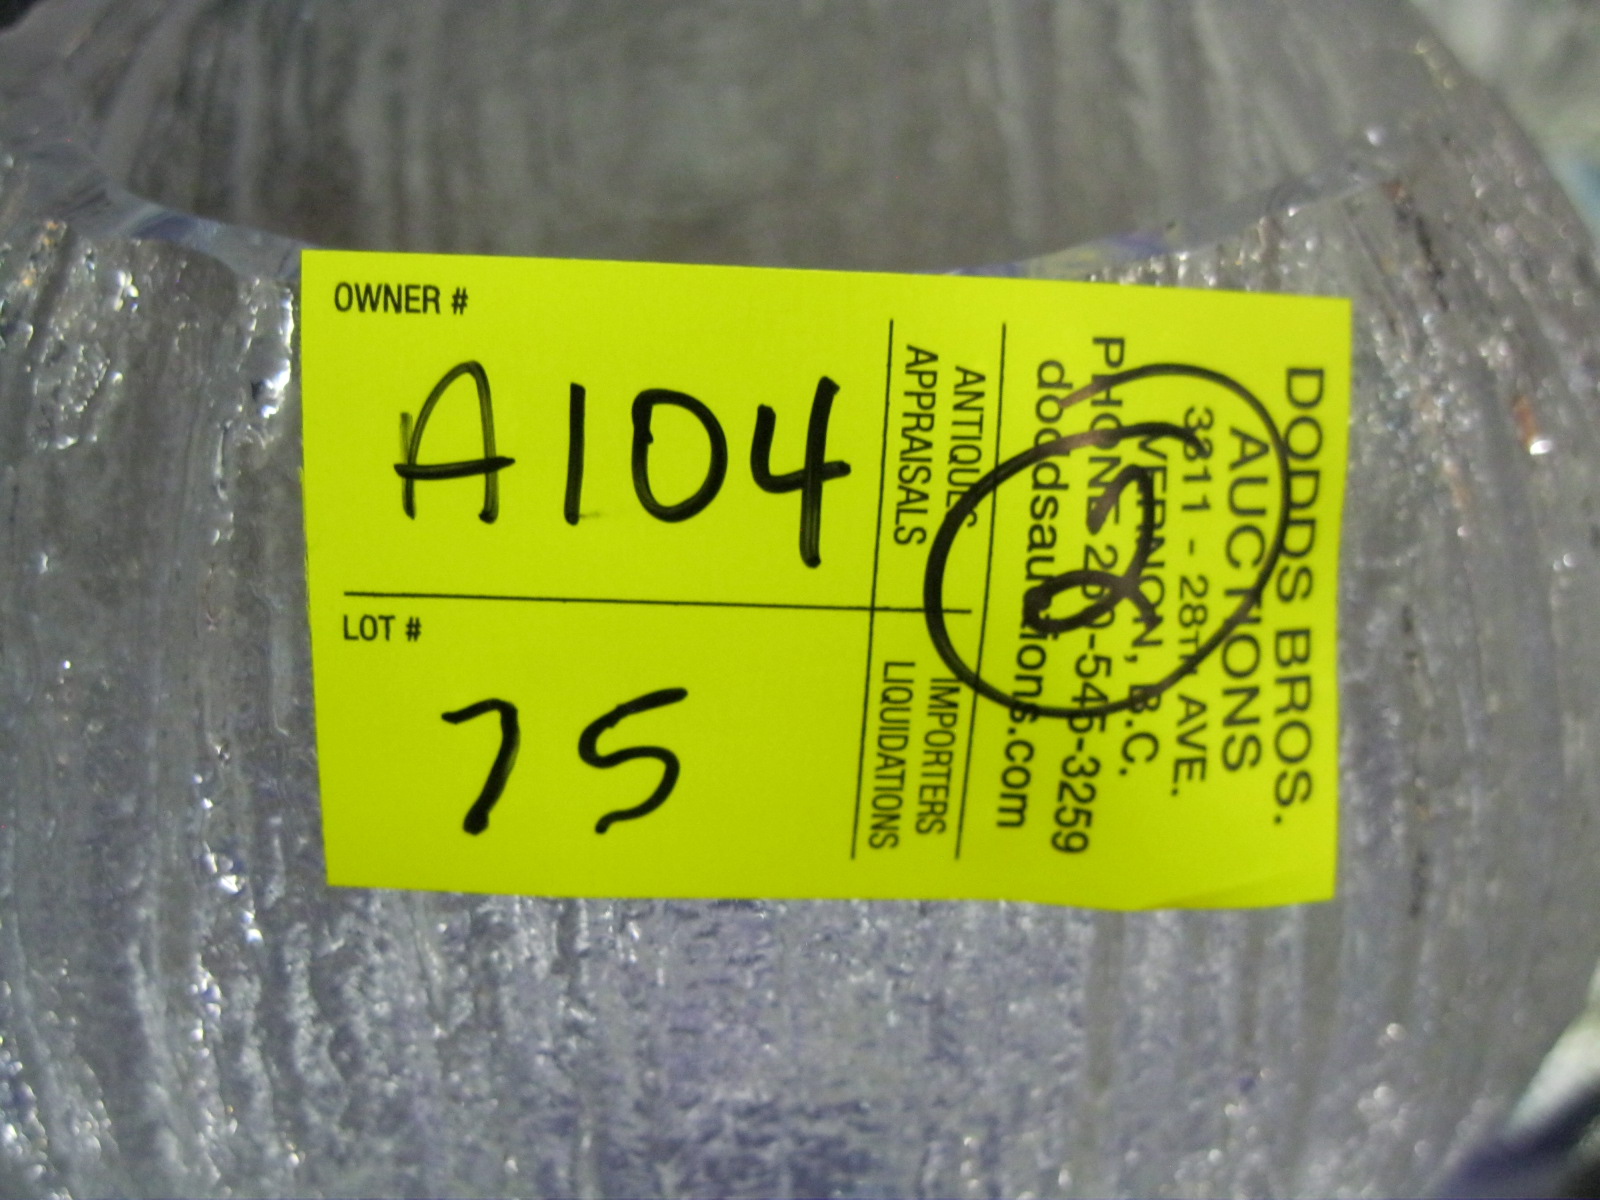 OWNER #
A104
LOT #
75
DODDS BROS.
AUCTIONS
3311 - 28TH AVE.
VERNON, B.C.
PHONE 250-545-3259
doddsauctions.com
ANTIQUES
APPRAISALS
IMPORTERS
LIQUIDATIONS